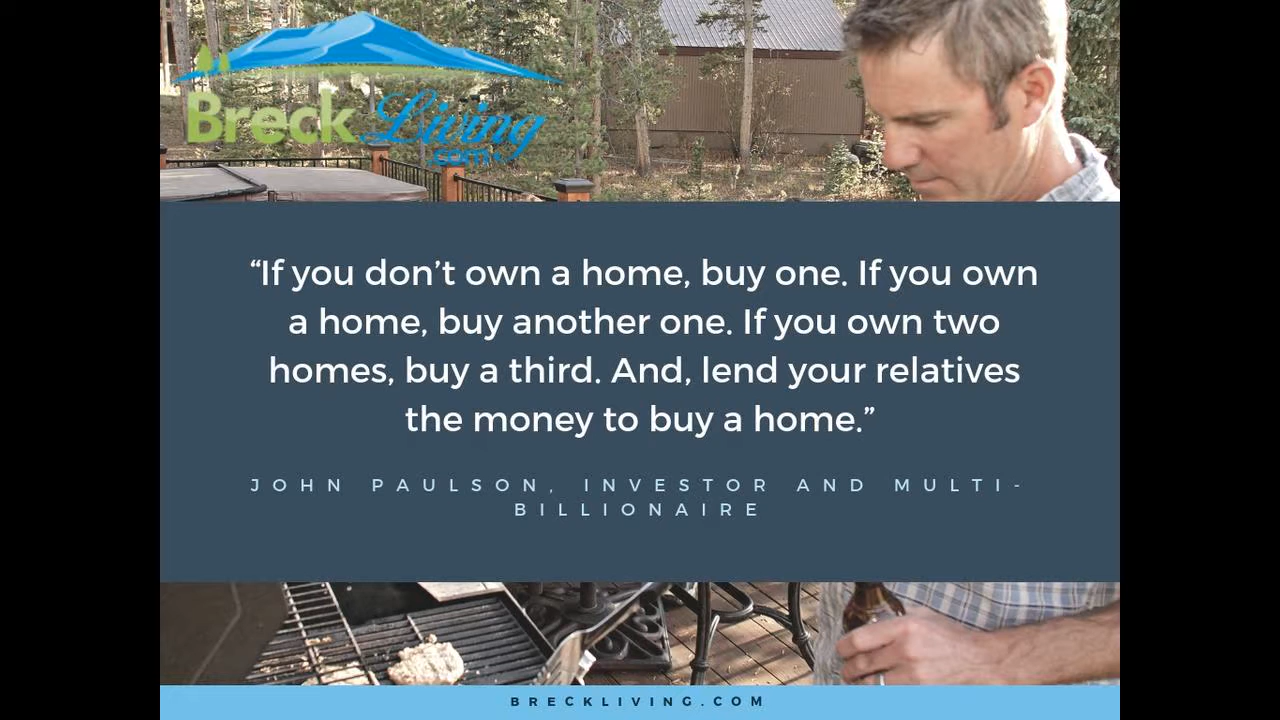 Breck Living
.com
“If you don’t own a home, buy one. If you own
a home, buy another one. If you own two
homes, buy a third. And, lend your relatives
the money to buy a home.”
JOHN PAULSON, INVESTOR AND MULTI-
BILLIONAIRE
BRECKLIVING.COM